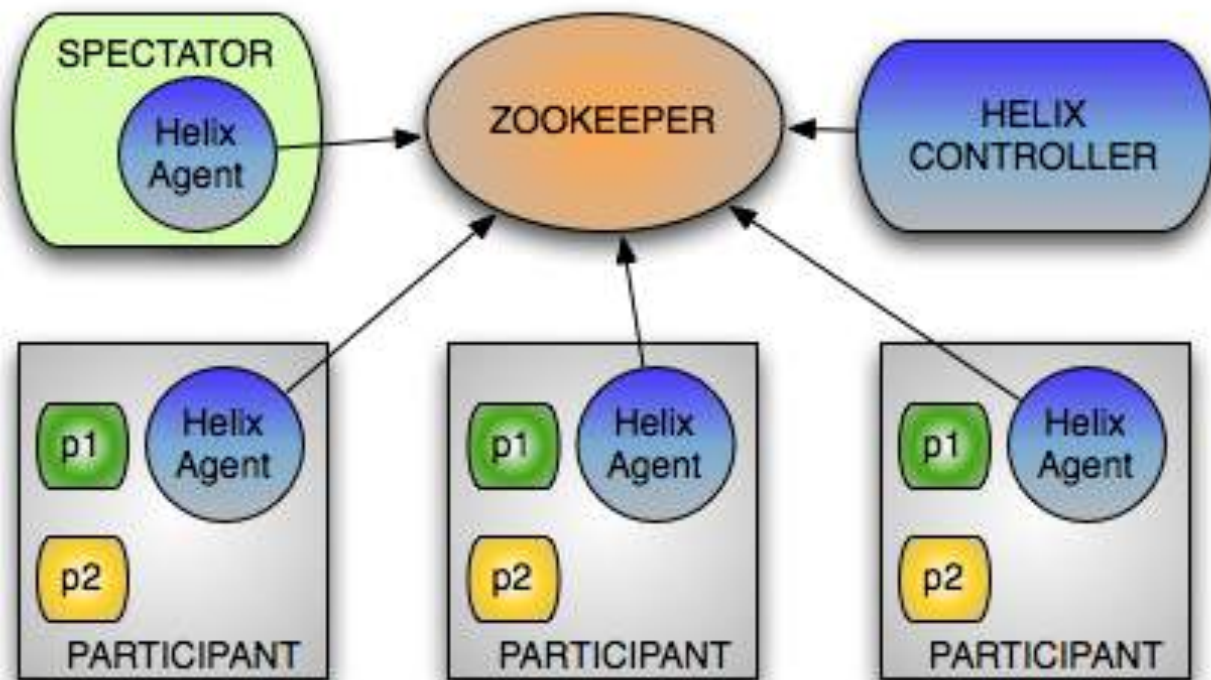 SPECTATOR
Helix
Agent
ZOOKEEPER
HELIX
CONTROLLER
p1
Helix
Agent
p2
PARTICIPANT
p1
Helix
Agent
p2
PARTICIPANT
p1
Helix
Agent
p2
PARTICIPANT